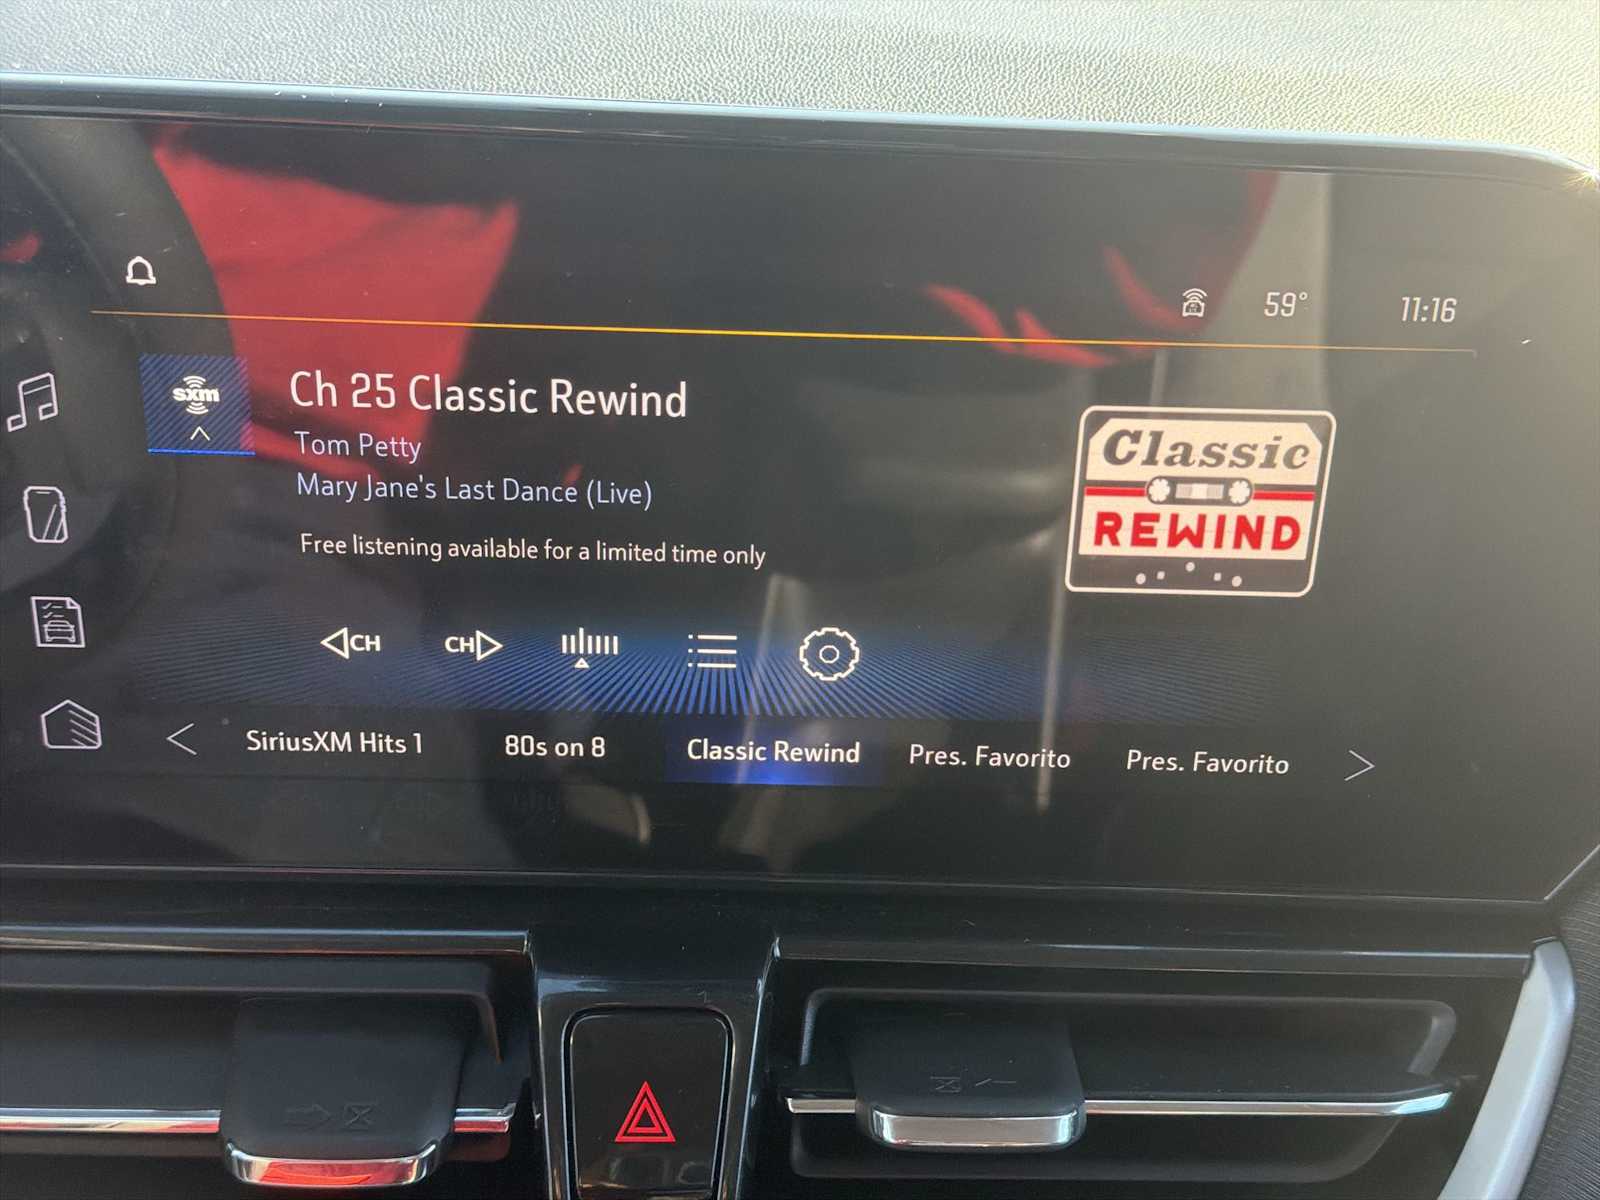 59° 11:16
sxm
Ch 25 Classic Rewind
Tom Petty
Mary Jane's Last Dance (Live)
Free listening available for a limited time only
Classic
REWIND
CH CH
SiriusXM Hits 1 80s on 8 Classic Rewind Pres. Favorito Pres. Favorito